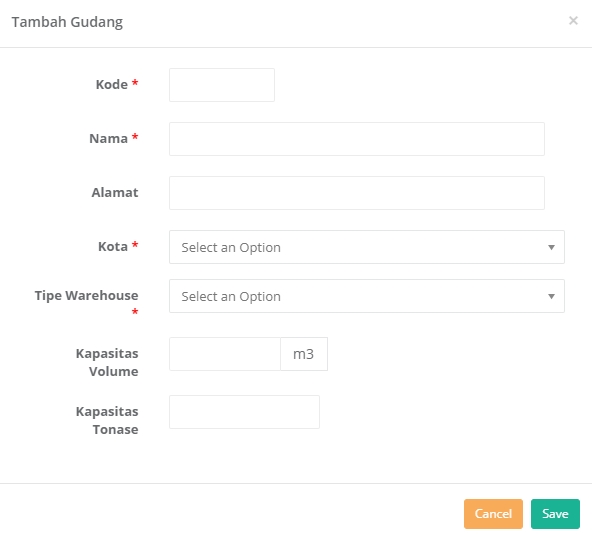 Tambah Gudang ×
Kode *
Nama *
Alamat
Kota * Select an Option
Tipe Warehouse Select an Option
*
Kapasitas
Volume
m3
Kapasitas
Tonase
Cancel Save